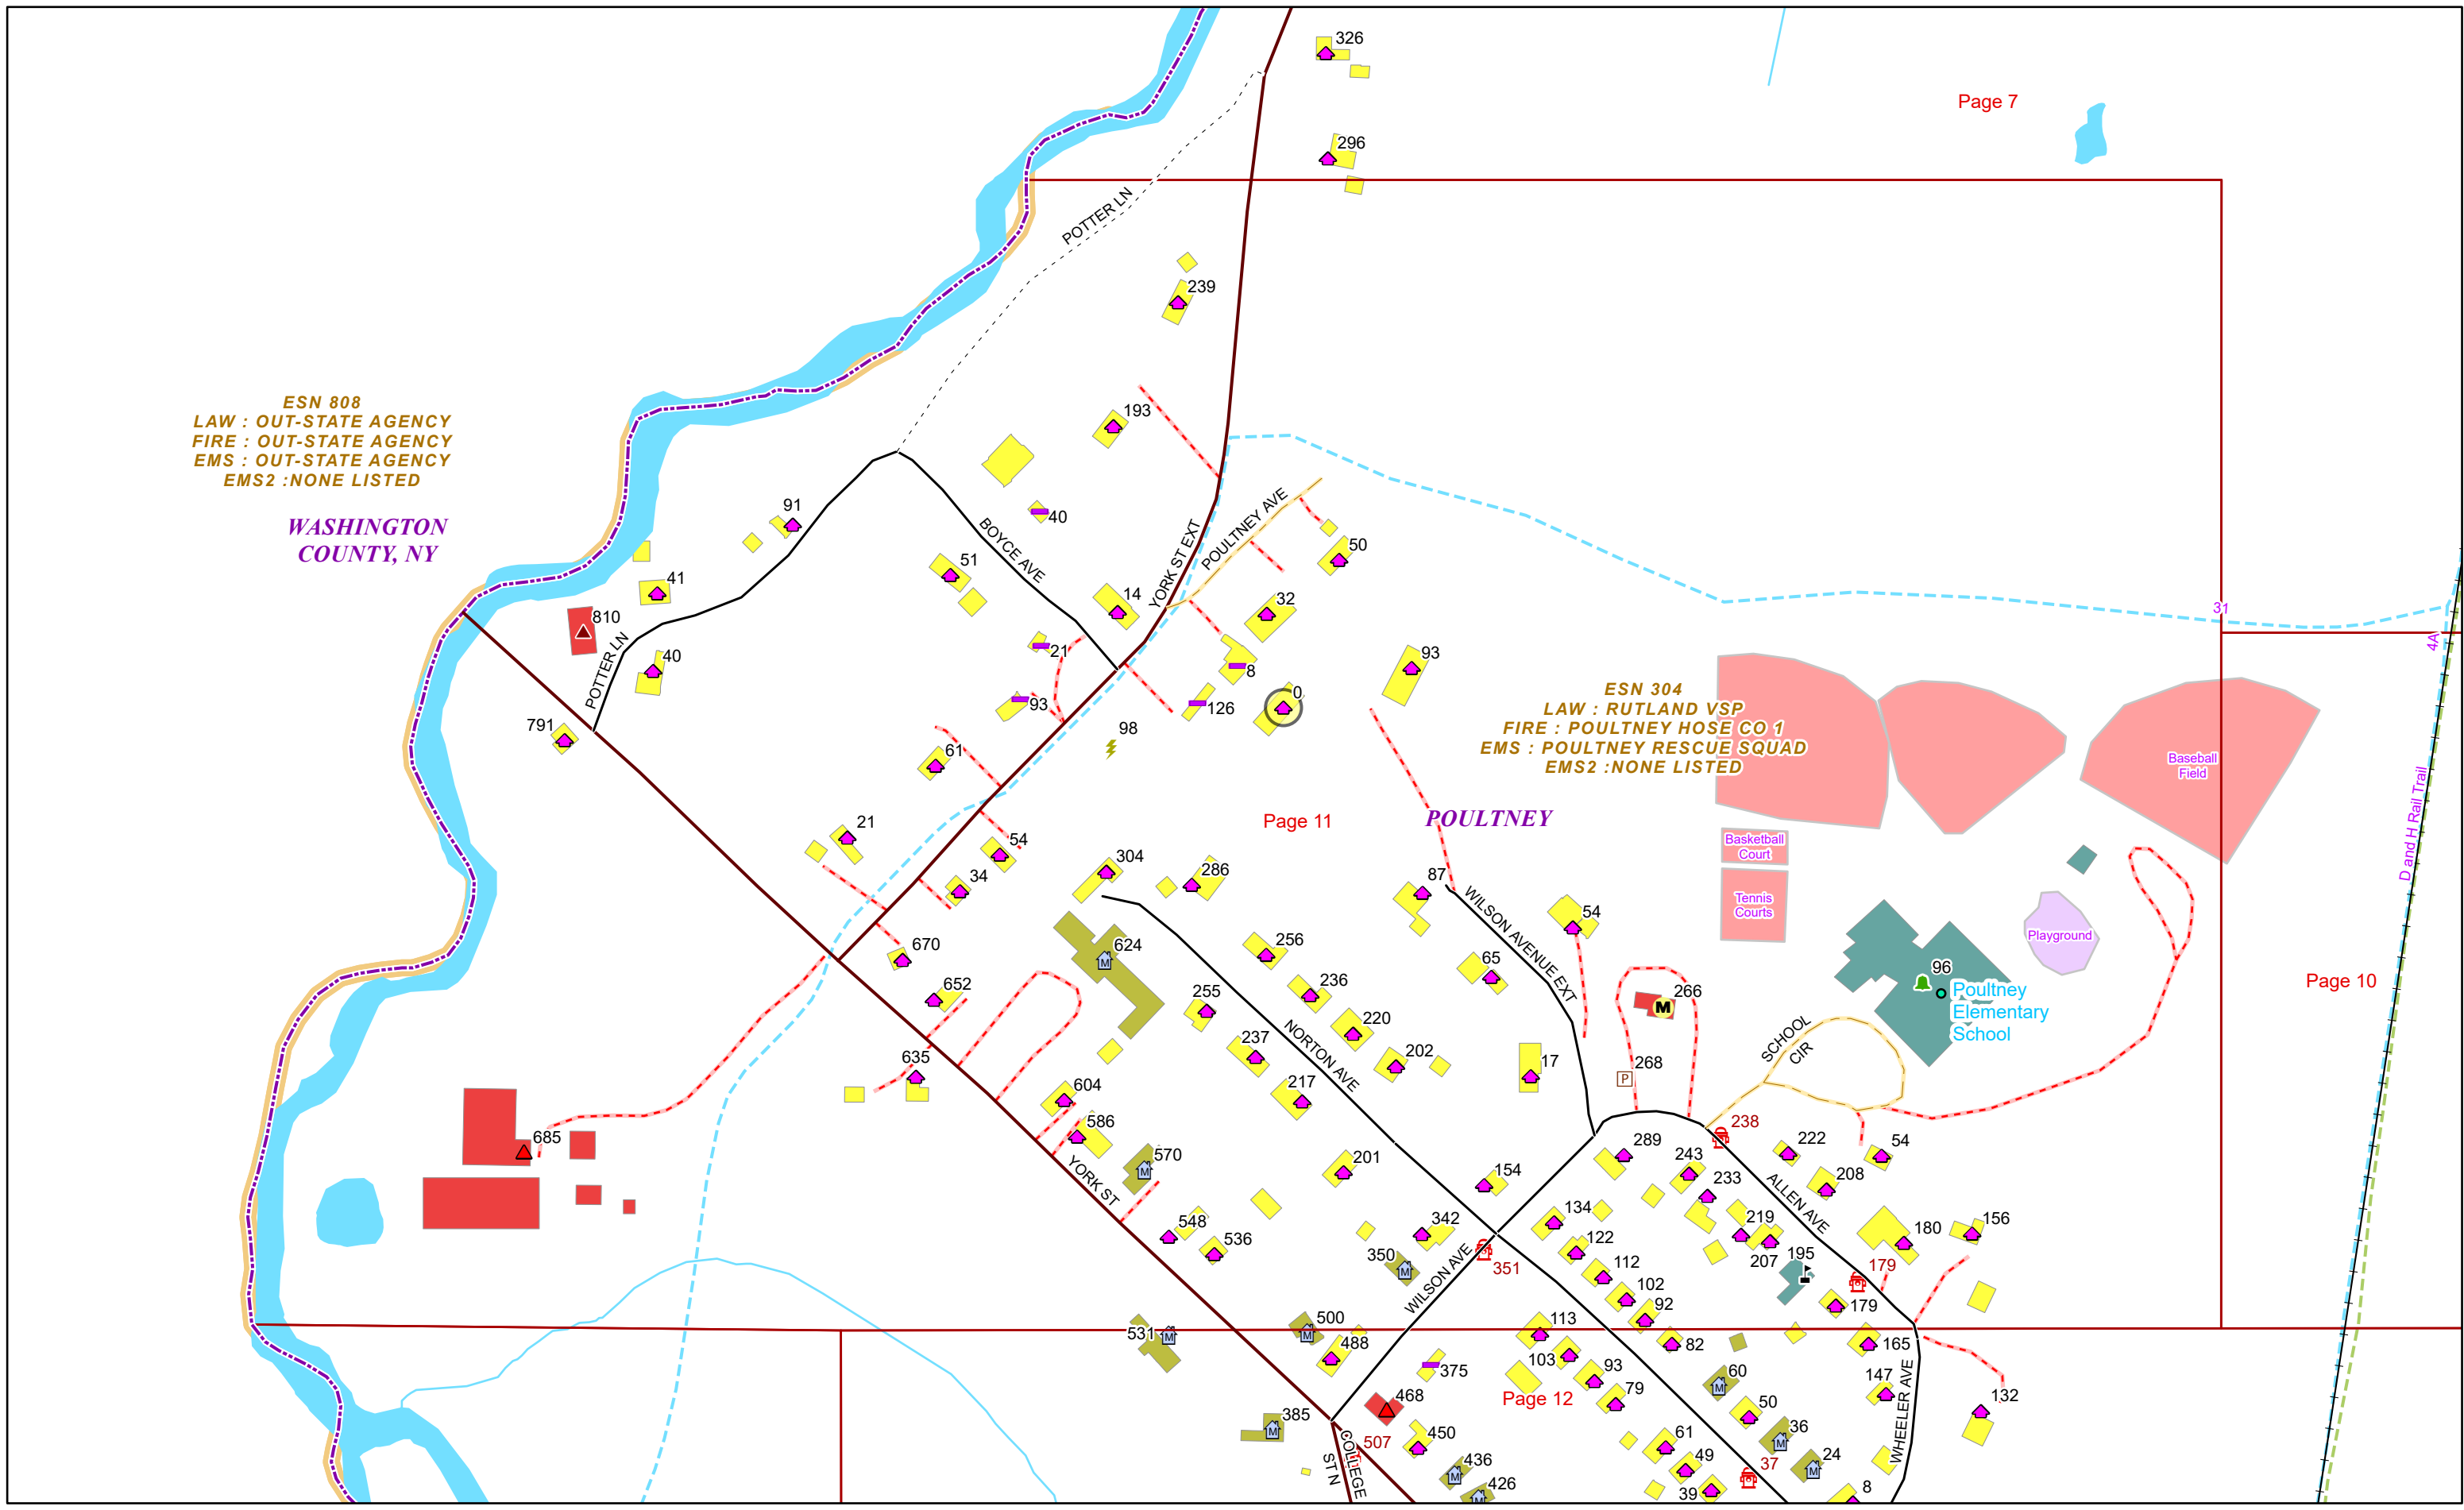 326
Page 7
296
POTTER LN
239
ESN 808
LAW : OUT-STATE AGENCY
FIRE : OUT-STATE AGENCY
EMS : OUT-STATE AGENCY
EMS2 :NONE LISTED
WASHINGTON
COUNTY, NY
193
91
40
BOYCE AVE
YORK ST EXT
POULTNEY AVE
50
51
41
14
32
810
POTTER LN
40
21
8
93
31
4A
93
126
0
791
98
61
ESN 304
LAW : RUTLAND VSP
FIRE : POULTNEY HOSE CO 1
EMS : POULTNEY RESCUE SQUAD
EMS2 :NONE LISTED
Baseball
Field
D and H Rail Trail
21
Page 11
POULTNEY
54
Basketball
Court
34
304
286
87
WILSON AVENUE EXT
54
Tennis
Courts
Playground
670
624
256
65
96
Poultney
Elementary
School
Page 10
652
255
236
266
M
220
237
NORTON AVE
202
17
268
P
SCHOOL
CIR
635
604
217
586
685
570
YORK ST
201
154
289
238
222
54
243
208
233
ALLEN AVE
548
536
342
134
219
180
156
350
122
207
195
351
WILSON AVE
112
179
102
179
92
531
500
113
488
82
165
103
375
93
60
147
WHEELER AVE
Page 12
79
132
468
50
385
507
450
36
61
COLLEGE
ST N
436
49
37
24
426
39
8